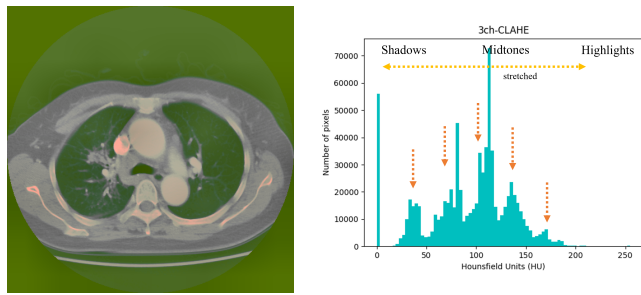 3ch-CLAHE
Shadows Midtones Highlights
stretched
Number of pixels
70000
60000
50000
40000
30000
20000
10000
0
0 50 100 150 200 250
Hounsfield Units (HU)